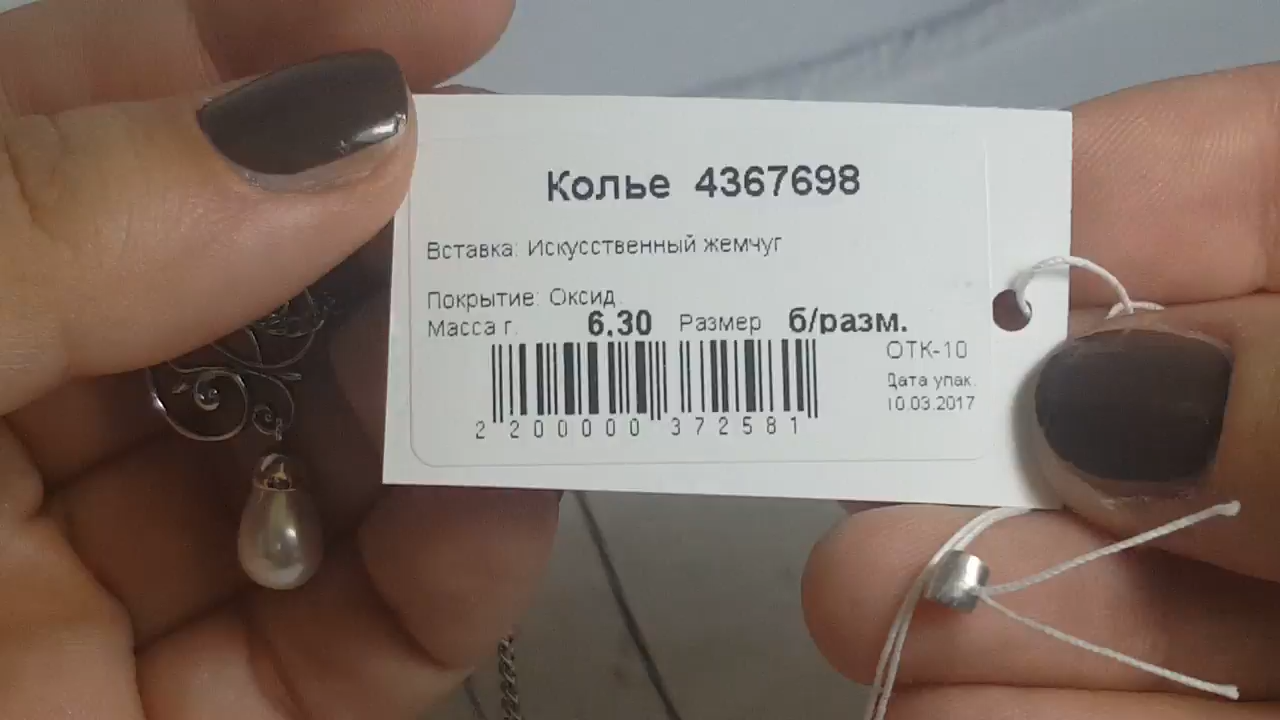 Колье 4367698
Вставка: Искусственный жемчуг
Покрытие: Оксид
Масса г. 6.30 Размер б/разм.
ОТК-10
Дата упак.
10.03.2017
2 200000 372581